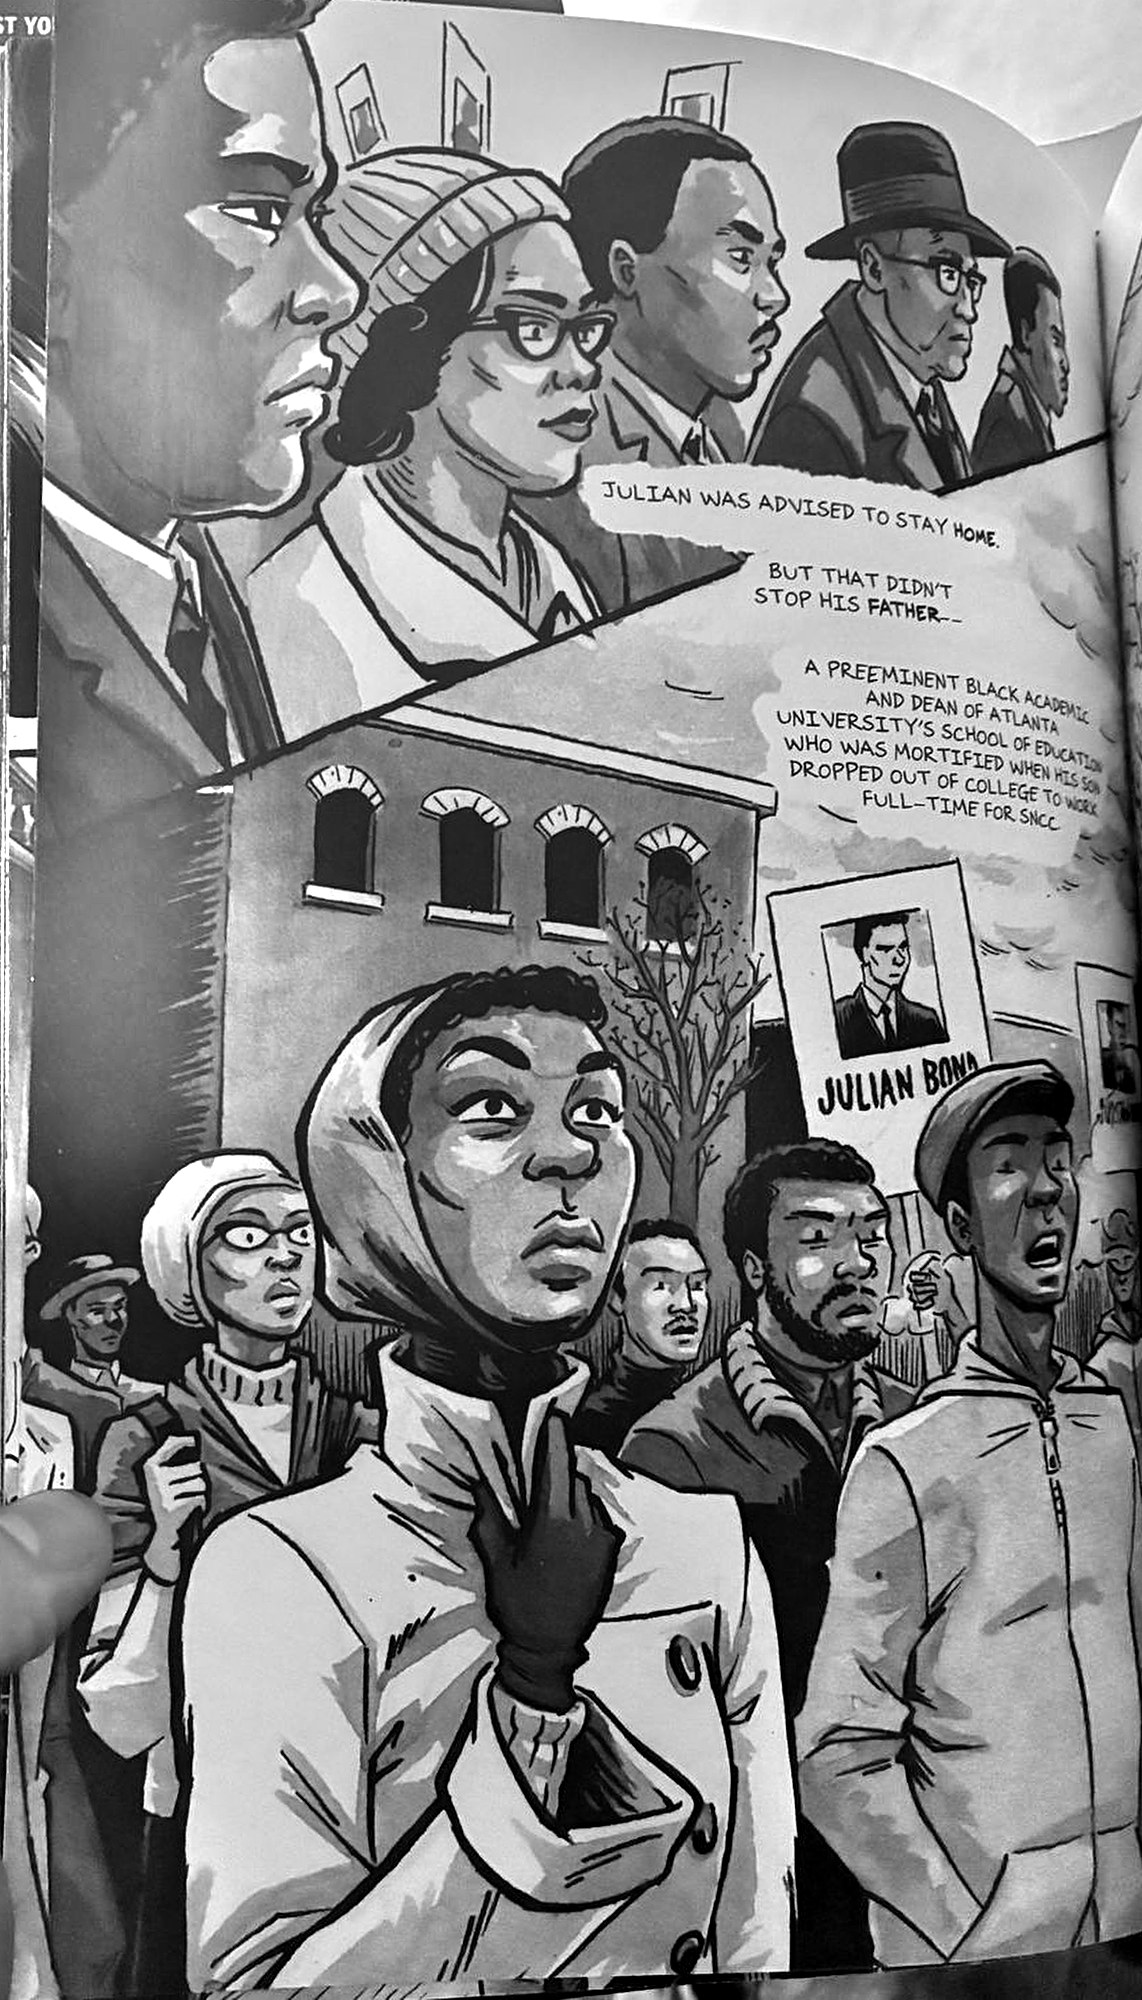 ST YO
JULIAN WAS ADVISED TO STAY HOME.
BUT THAT DIDN'T
STOP HIS FATHER--
A PREEMINENT BLACK ACADEMIC
AND DEAN OF ATLANTA
UNIVERSITY'S SCHOOL OF EDUCATION
WHO WAS MORTIFIED WHEN HIS SON
DROPPED OUT OF COLLEGE TO WORK
FULL-TIME FOR SNCC
JULIAN BOND